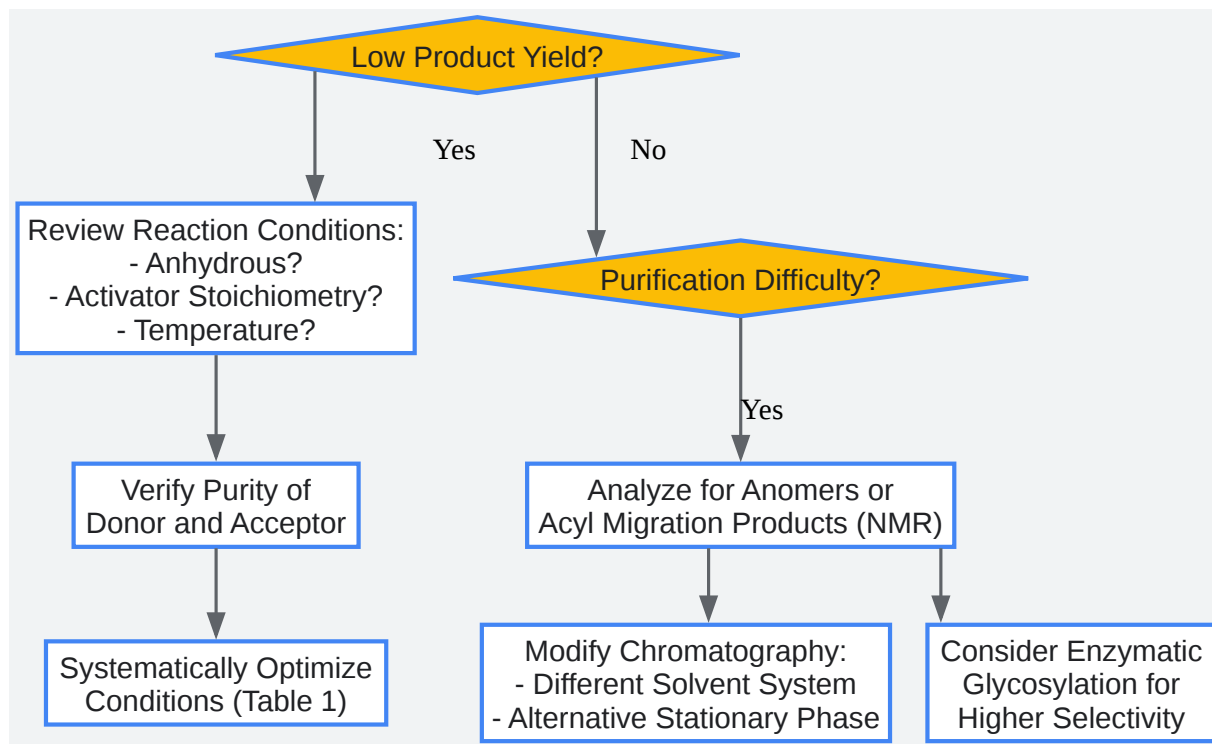 Low Product Yield?
Yes
No
Review Reaction Conditions:
- Anhydrous?
- Activator Stoichiometry?
- Temperature?
Purification Difficulty?
Yes
Verify Purity of
Donor and Acceptor
Analyze for Anomers or
Acyl Migration Products (NMR)
Systematically Optimize
Conditions (Table 1)
Modify Chromatography:
- Different Solvent System
- Alternative Stationary Phase
Consider Enzymatic
Glycosylation for
Higher Selectivity